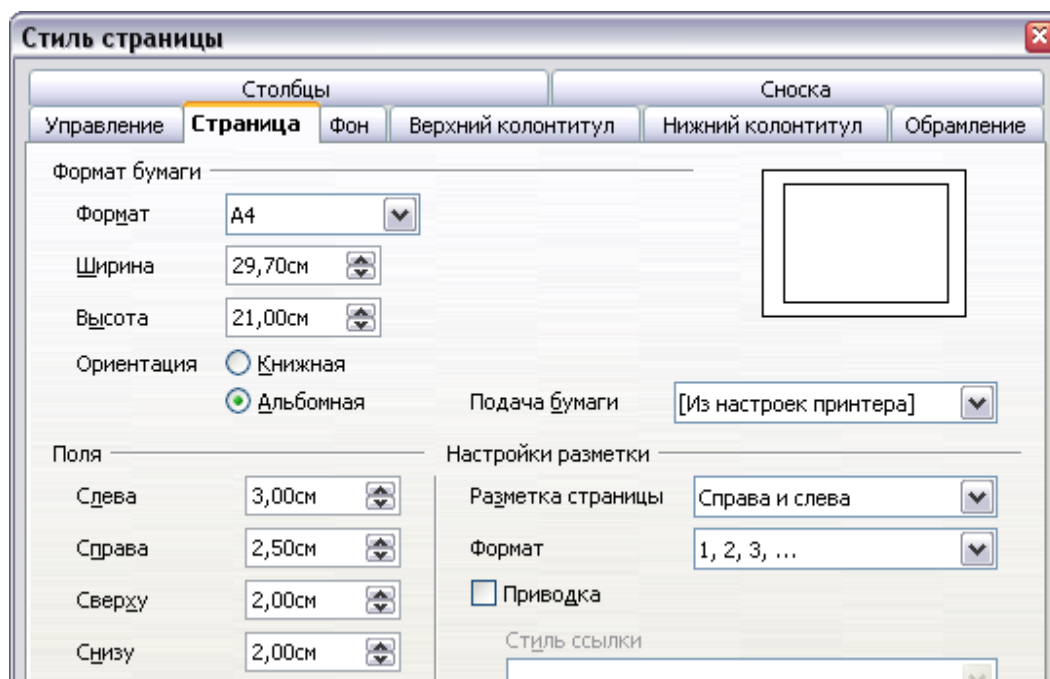 Стиль страницы
Столбцы Сноска
Управление Страница Фон Верхний колонтитул Нижний колонтитул Обрамление
Формат бумаги
Формат A4
Ширина 29,70см
Высота 21,00см
Ориентация Книжная
Альбомная Подача бумаги [Из настроек принтера]
Поля Настройки разметки
Слева 3,00см Разметка страницы Справа и слева
Справа 2,50см Формат 1, 2, 3, ...
Сверху 2,00см Приводка
Снизу 2,00см Стиль ссылки